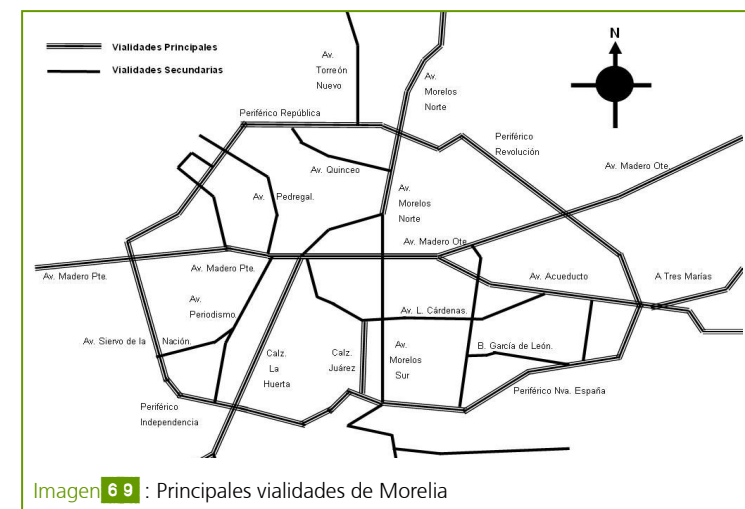 Vialidades Principales
Vialidades Secundarias
N
Av.
Torreón
Nuevo
Av.
Morelos
Norte
Periférico República
Periférico
Revolución
Av. Madero Ote.
Av. Quinceo
Av.
Pedregal.
Av.
Morelos
Norte
Av. Madero Ote.
Av. Madero Pte.
Av. Madero Pte.
Av. Acueducto
A Tres Marías
Av.
Periodismo.
Av. L. Cárdenas.
Av. Siervo de la Nación.
Calz.
La
Huerta
Calz.
Juárez
Av.
Morelos
Sur
B. García de León.
Periférico Nva. España
Periférico
Independencia
Imagen 69 : Principales vialidades de Morelia